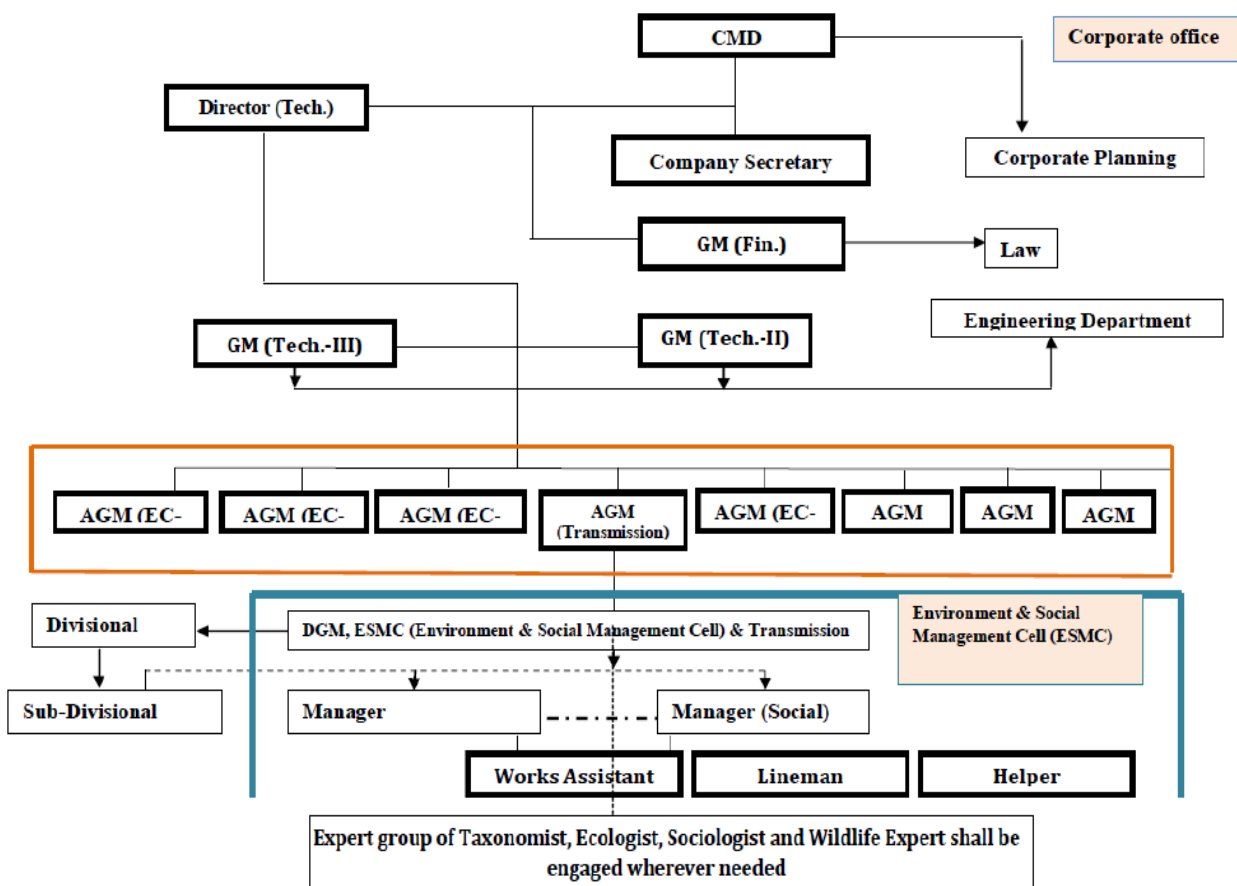 CMD
Corporate office
Director (Tech.)
Company Secretary
Corporate Planning
GM (Fin.)
Law
Engineering Department
GM (Tech.-III)
GM (Tech.-II)
AGM (EC-
AGM (EC-
AGM (EC-
AGM
(Transmission)
AGM (EC-
AGM
AGM
AGM
Divisional
DGM, ESMC (Environment & Social Management Cell) & Transmission
Environment & Social
Management Cell (ESMC)
Sub-Divisional
Manager
Manager (Social)
Works Assistant
Lineman
Helper
Expert group of Taxonomist, Ecologist, Sociologist and Wildlife Expert shall be
engaged wherever needed